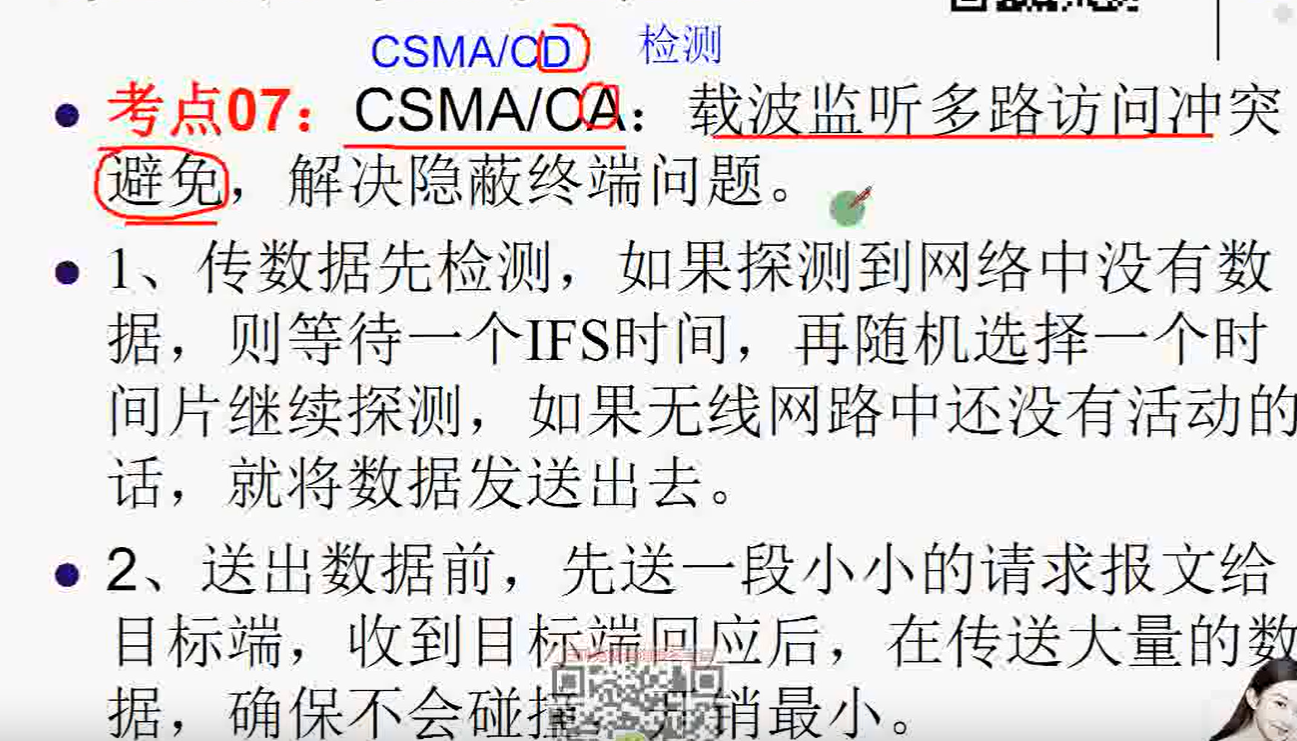 CSMA/CD 检测
考点07：CSMA/CA：载波监听多路访问冲突
避免，解决隐蔽终端问题。
1、传数据先检测，如果探测到网络中没有数
据，则等待一个IFS时间，再随机选择一个时
间片继续探测，如果无线网路中还没有活动的
话，就将数据发送出去。
2、送出数据前，先送一段小小的请求报文给
目标端，收到目标端回应后，在传送大量的数
据，确保不会碰撞，开销最小。